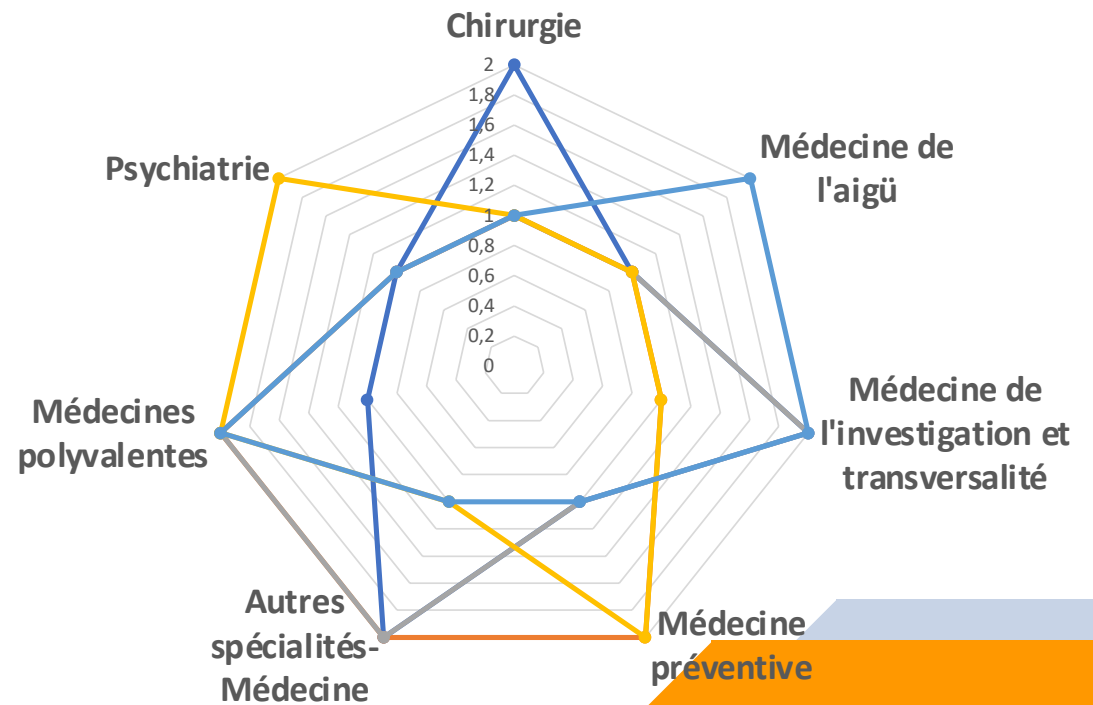 Chirurgie
2
1,8
1,6
1,4
1,2
1
0,8
0,6
0,4
0,2
0
Médecine de
l'aigü
Médecine de
l'investigation et
transversalité
Médecine
préventive
Autres
spécialités-
Médecine
Médecines
polyvalentes
Psychiatrie